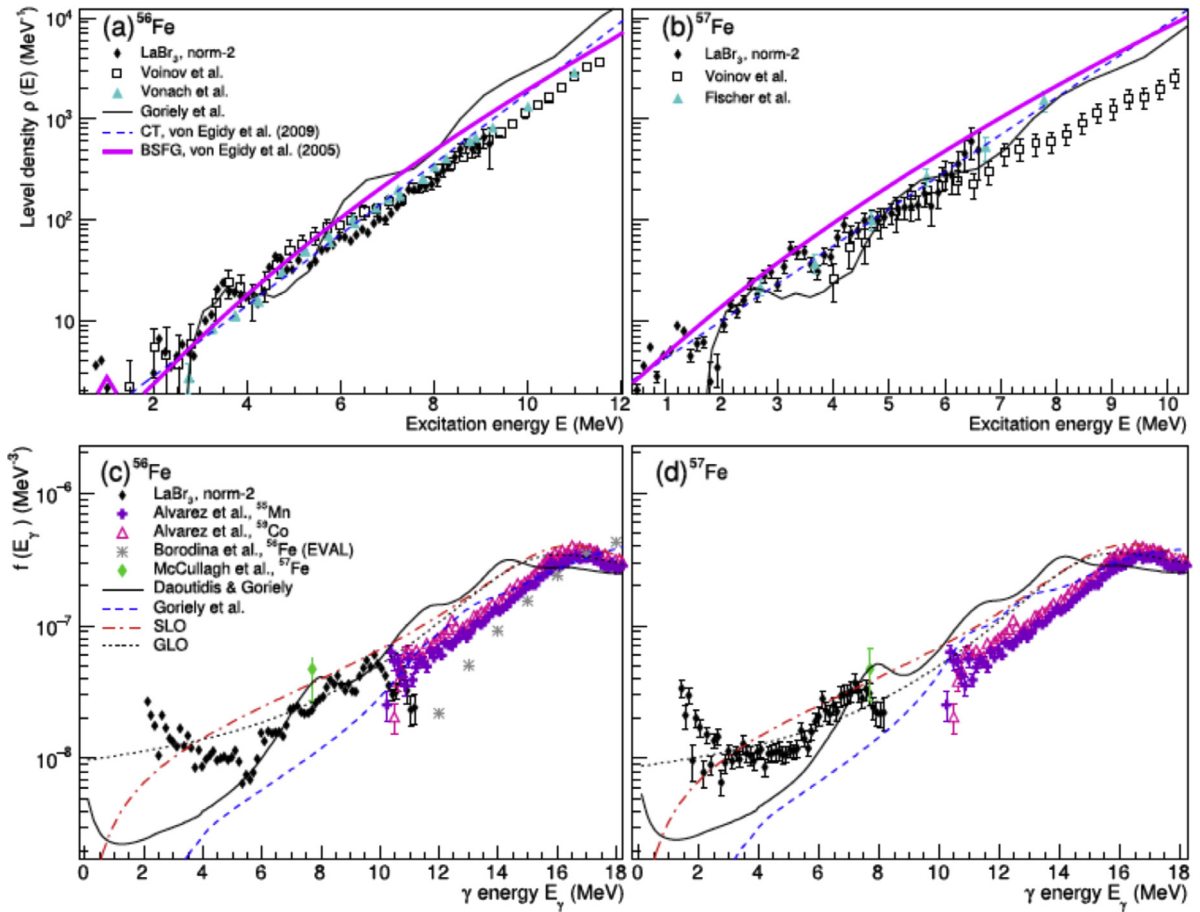 (a) ⁵⁶Fe
LaBr₃, norm-2
Voinov et al.
Vonach et al.
Goriely et al.
CT, von Egidy et al. (2009)
BSFG, von Egidy et al. (2005)
Level density ρ (E) (MeV⁻¹)
10⁴
10³
10²
10
2 4 6 8 10 12
Excitation energy E (MeV)
(b) ⁵⁷Fe
LaBr₃, norm-2
Voinov et al.
Fischer et al.
1 2 3 4 5 6 7 8 9 10
Excitation energy E (MeV)
(c) ⁵⁶Fe
LaBr₃, norm-2
Alvarez et al., ⁵⁵Mn
Alvarez et al., ⁵⁹Co
Borodina et al., ⁵⁶Fe (EVAL)
McCullagh et al., ⁵⁷Fe
Daoutidis & Goriely
Goriely et al.
SLO
GLO
f (Eγ) (MeV⁻³)
10⁻⁶
10⁻⁷
10⁻⁸
0 2 4 6 8 10 12 14 16 18
γ energy Eγ (MeV)
(d) ⁵⁷Fe
0 2 4 6 8 10 12 14 16 18
γ energy Eγ (MeV)